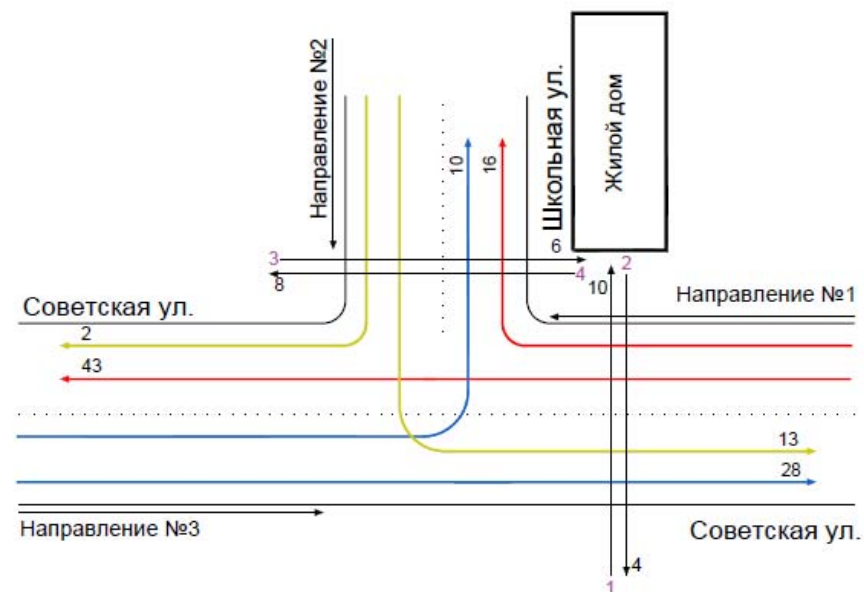 Направление №2
Школьная ул.
Жилой дом
10
16
3
6
8
4
10
2
Советская ул.
Направление №1
2
43
13
28
Направление №3
Советская ул.
4
1